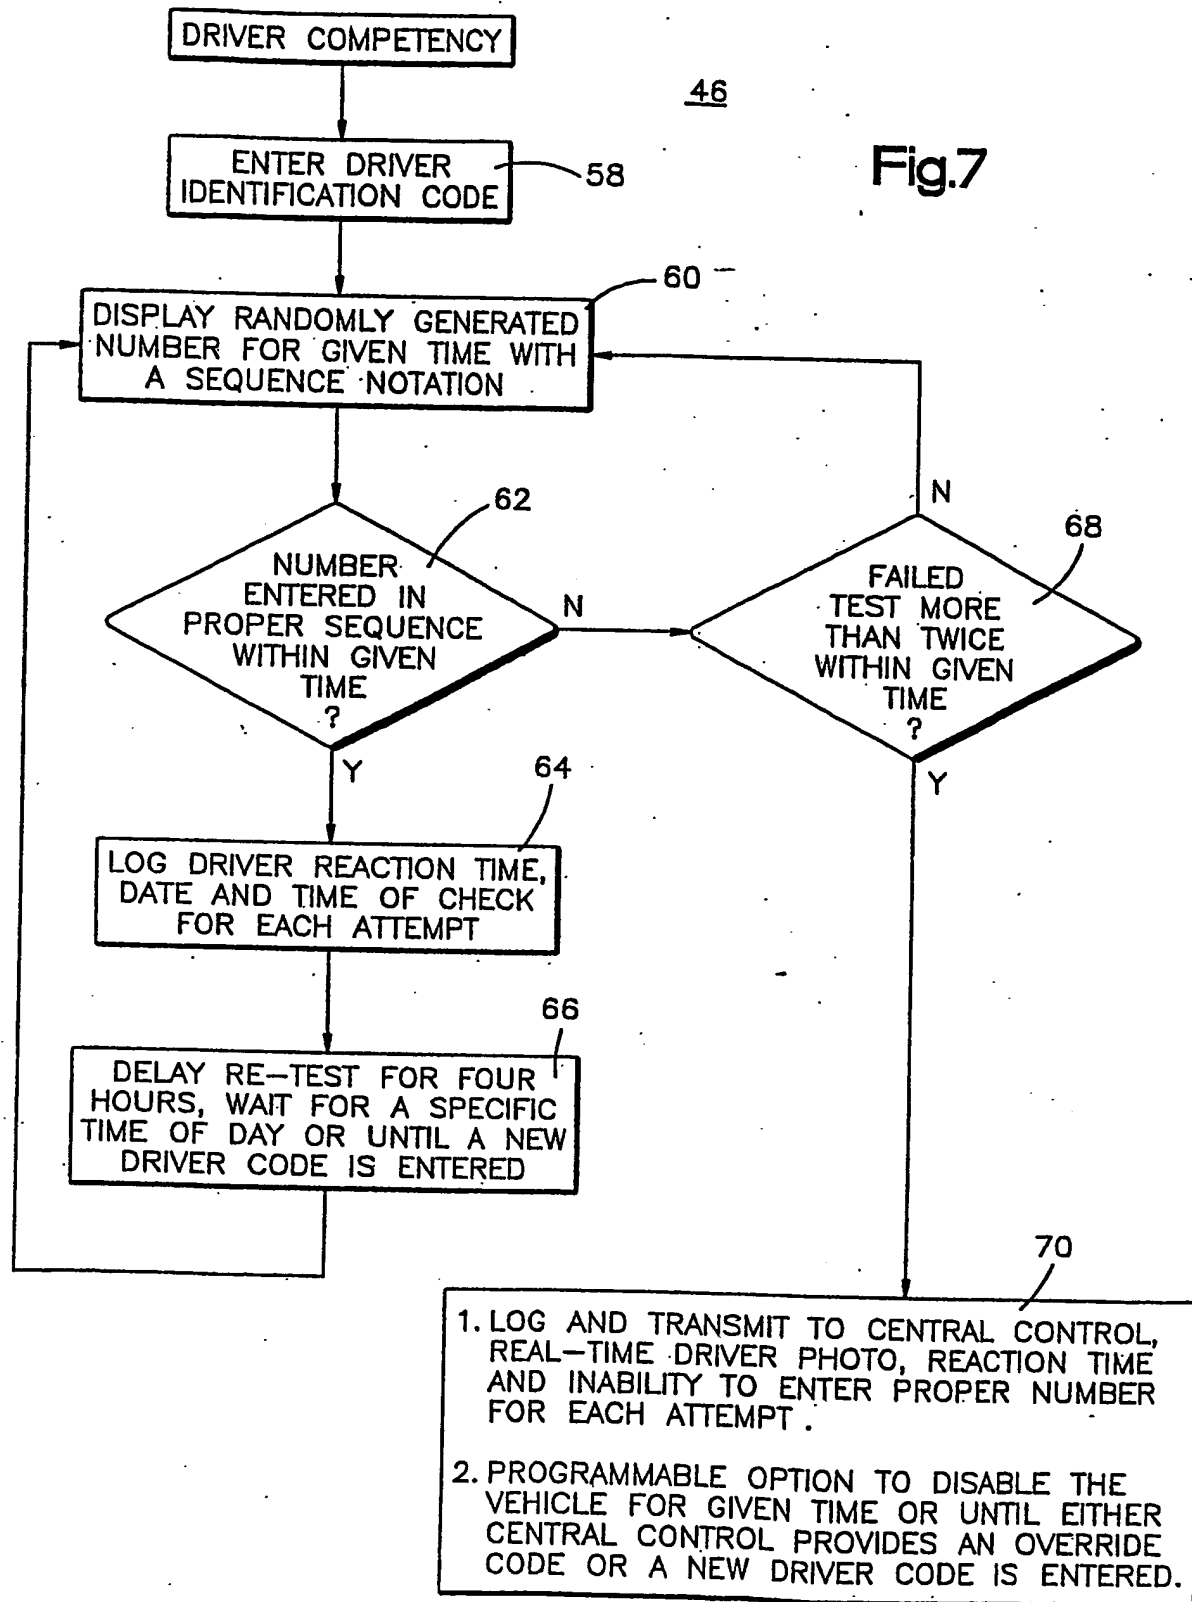 DRIVER COMPETENCY
46
Fig.7
ENTER DRIVER
IDENTIFICATION CODE
58
60
DISPLAY RANDOMLY GENERATED
NUMBER FOR GIVEN TIME WITH
A SEQUENCE NOTATION
62
NUMBER
ENTERED IN
PROPER SEQUENCE
WITHIN GIVEN
TIME
?
N
Y
N
68
FAILED
TEST MORE
THAN TWICE
WITHIN GIVEN
TIME
?
Y
64
LOG DRIVER REACTION TIME,
DATE AND TIME OF CHECK
FOR EACH ATTEMPT
66
DELAY RE-TEST FOR FOUR
HOURS, WAIT FOR A SPECIFIC
TIME OF DAY OR UNTIL A NEW
DRIVER CODE IS ENTERED
70
1. LOG AND TRANSMIT TO CENTRAL CONTROL,
REAL-TIME DRIVER PHOTO, REACTION TIME
AND INABILITY TO ENTER PROPER NUMBER
FOR EACH ATTEMPT.
2. PROGRAMMABLE OPTION TO DISABLE THE
VEHICLE FOR GIVEN TIME OR UNTIL EITHER
CENTRAL CONTROL PROVIDES AN OVERRIDE
CODE OR A NEW DRIVER CODE IS ENTERED.